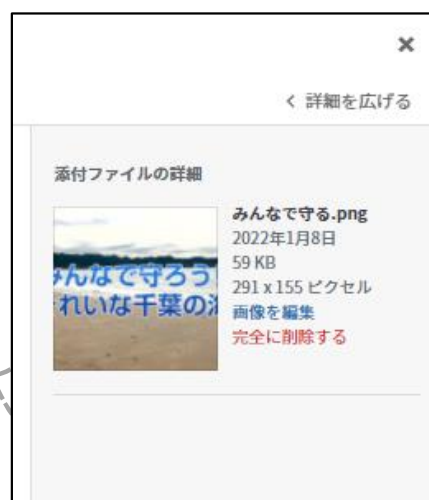 ×
< 詳細を広げる
添付ファイルの詳細
みんなで守る.png
2022年1月8日
59 KB
291 x 155 ピクセル
画像を編集
完全に削除する
んなで守ろう
れいな千葉の海